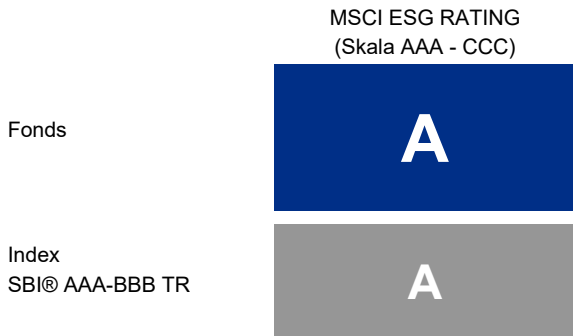 MSCI ESG RATING
(Skala AAA - CCC)
Fonds
A
Index
SBI® AAA-BBB TR
A